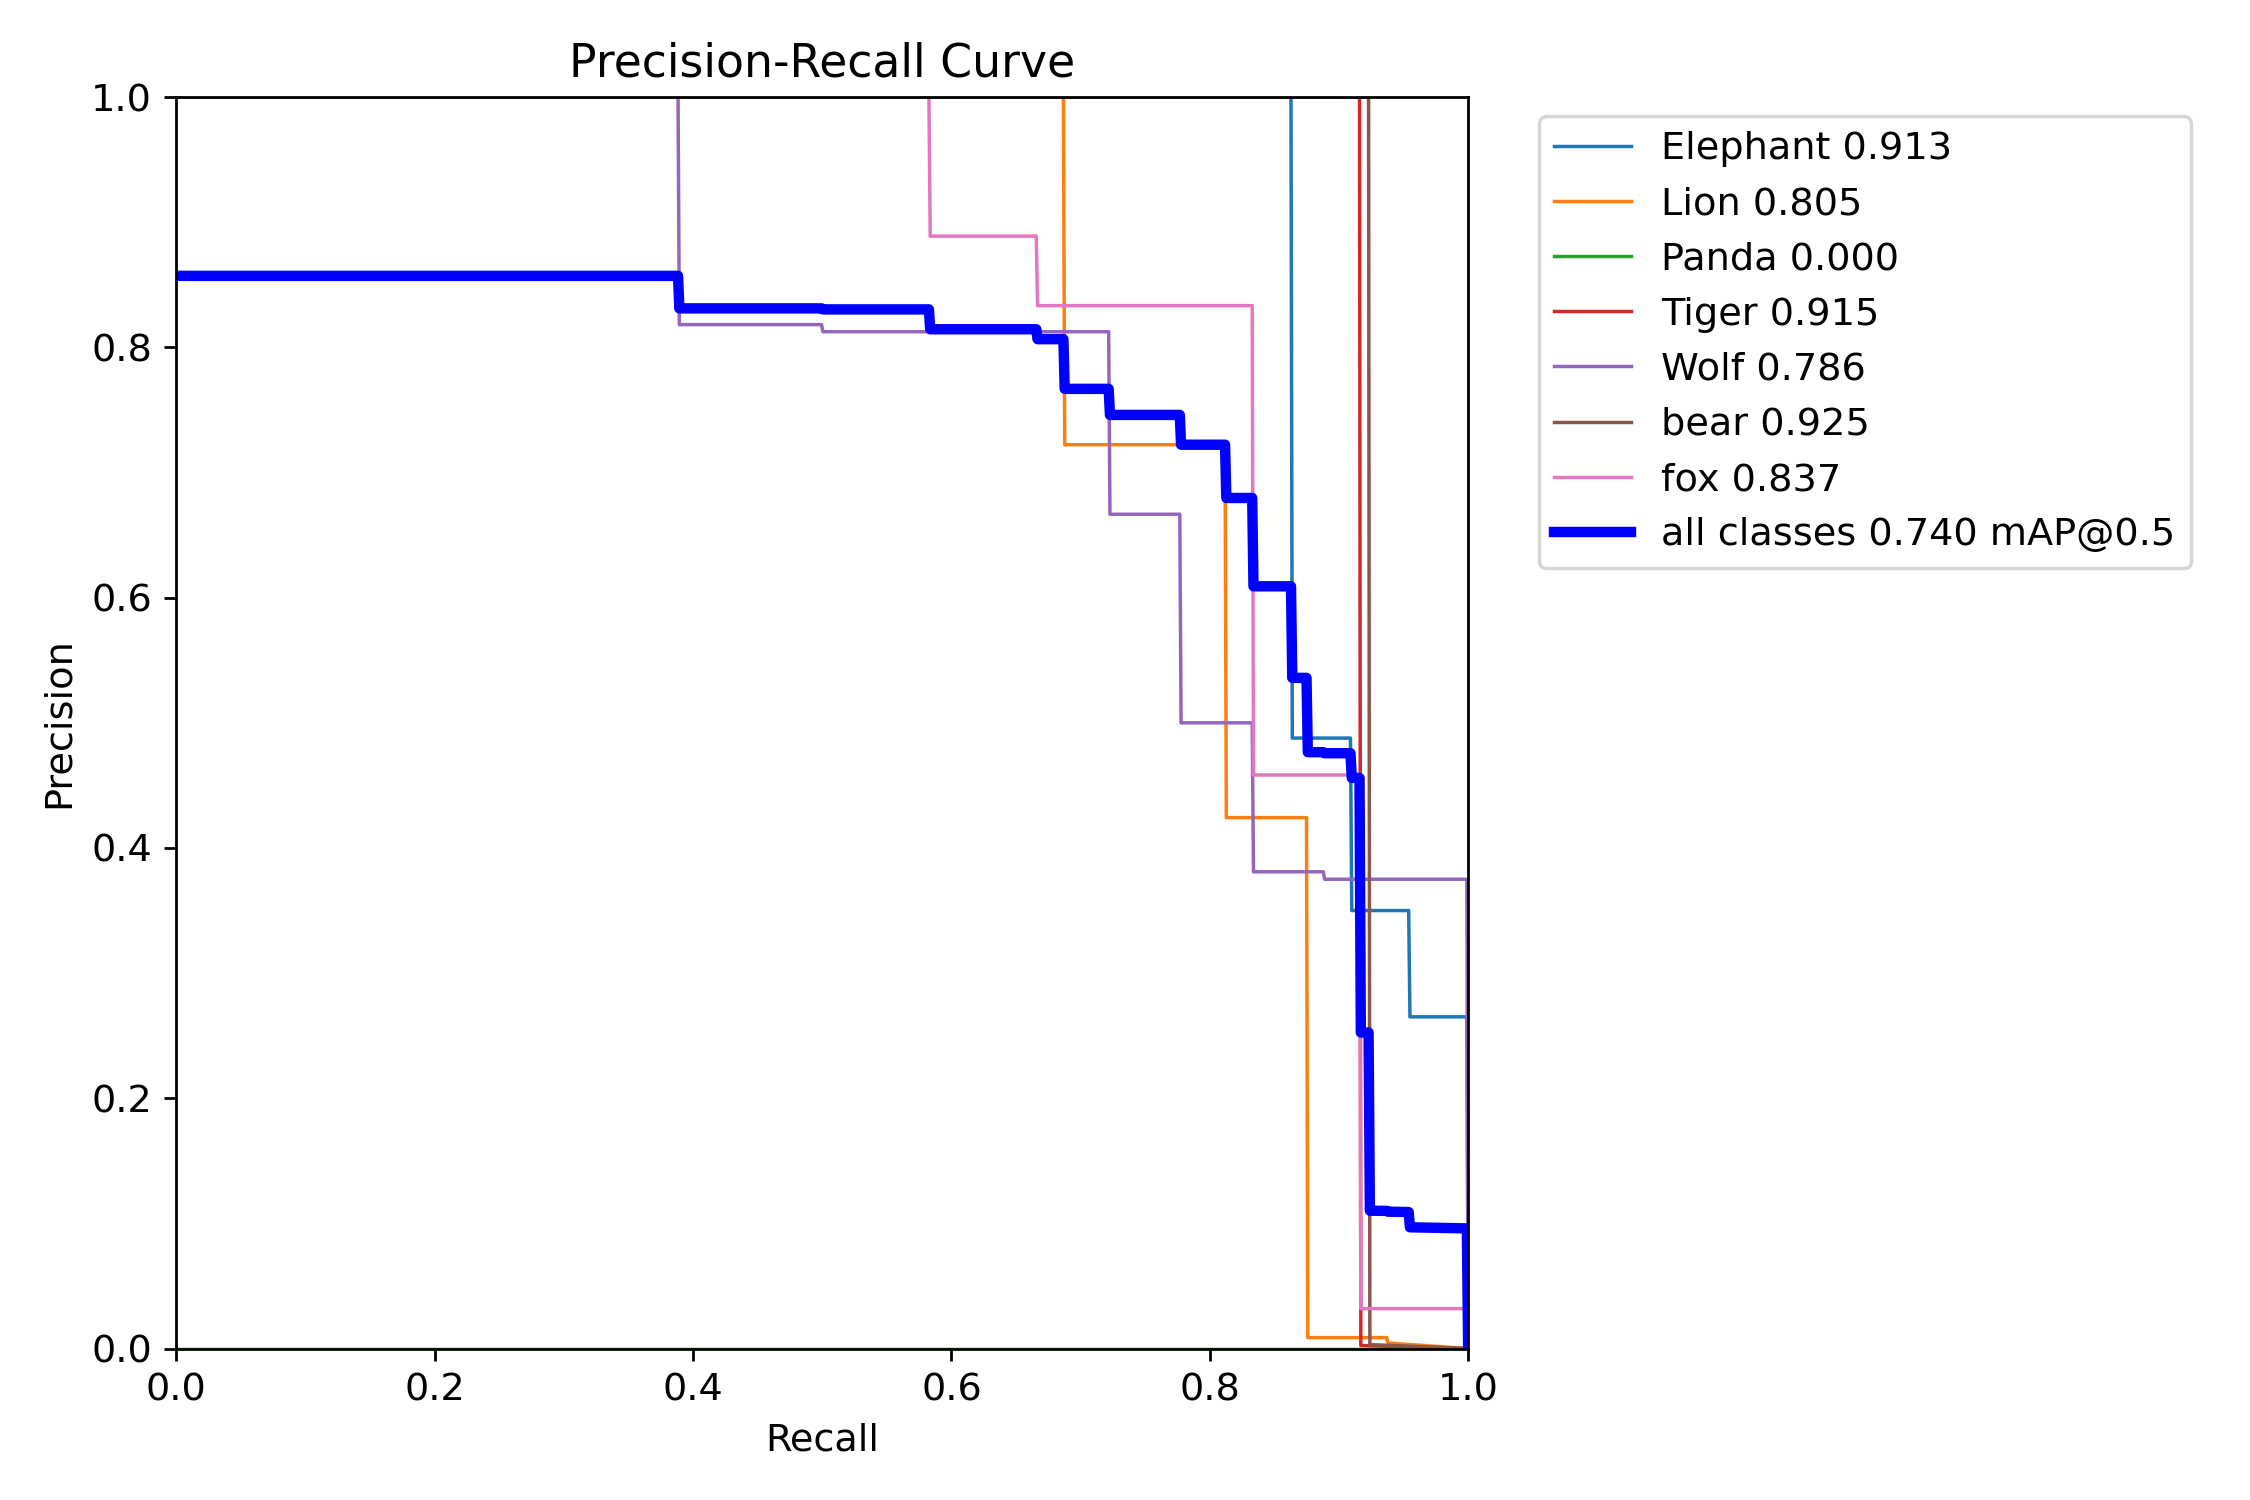 Precision-Recall Curve
1.0
0.8
0.6
0.4
0.2
0.0
Precision
0.0 0.2 0.4 0.6 0.8 1.0
Recall
Elephant 0.913
Lion 0.805
Panda 0.000
Tiger 0.915
Wolf 0.786
bear 0.925
fox 0.837
all classes 0.740 mAP@0.5